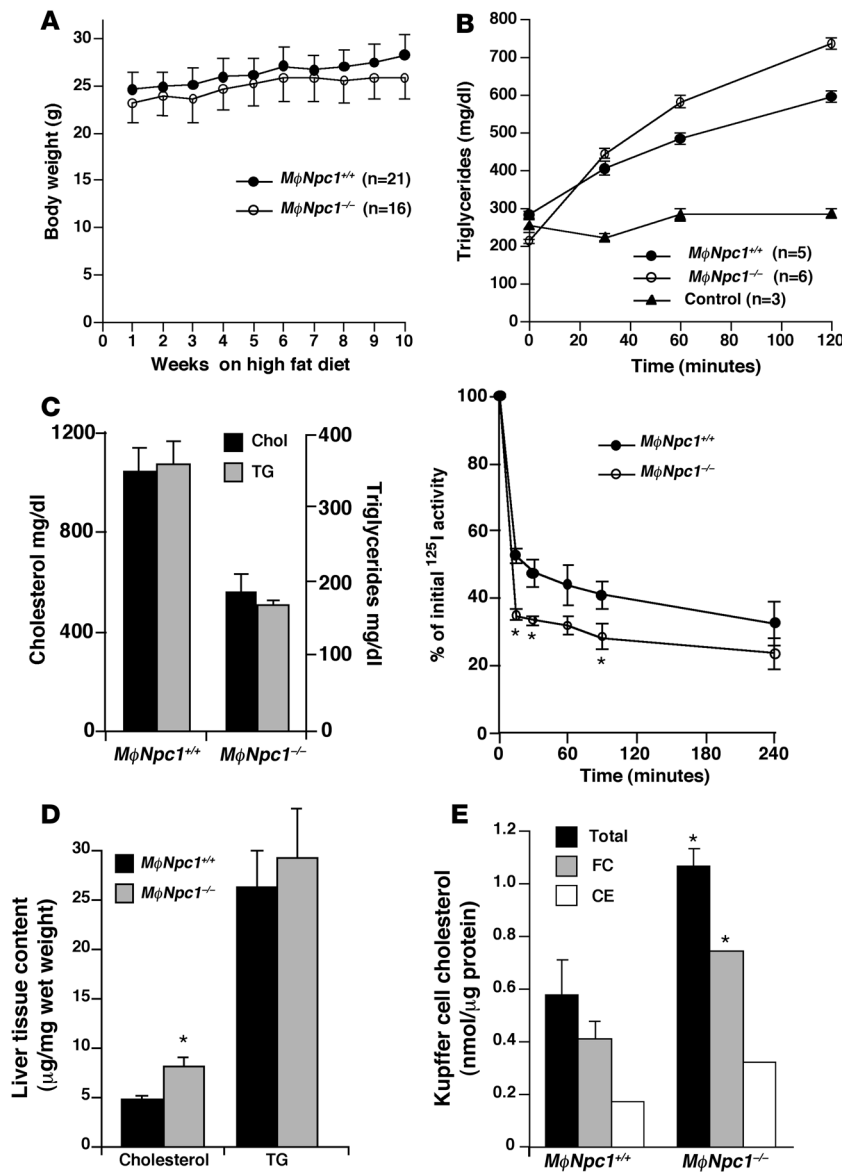 A
Body weight (g)
30
25
20
15
10
5
0
MϕNpc1+/+ (n=21)
MϕNpc1–/– (n=16)
1 2 3 4 5 6 7 8 9 10
Weeks on high fat diet
B
Triglycerides (mg/dl)
800
700
600
500
400
300
200
100
0
MϕNpc1+/+ (n=5)
MϕNpc1–/– (n=6)
Control (n=3)
0 20 40 60 80 100 120
Time (minutes)
C
Cholesterol mg/dl
1200
1000
800
600
400
200
0
Chol
TG
400
300
200
100
0
Triglycerides mg/dl
MϕNpc1+/+ MϕNpc1–/–
% of initial 125I activity
100
80
60
40
20
0
MϕNpc1+/+
MϕNpc1–/–
* * *
0 60 120 180 240
Time (minutes)
D
Liver tissue content
(μg/mg wet weight)
30
25
20
15
10
5
0
MϕNpc1+/+
MϕNpc1–/–
*
Cholesterol TG
E
Kupffer cell cholesterol
(nmol/μg protein)
1.2
1.0
0.8
0.6
0.4
0.2
0
Total
FC
CE
*
*
MϕNpc1+/+ MϕNpc1–/–